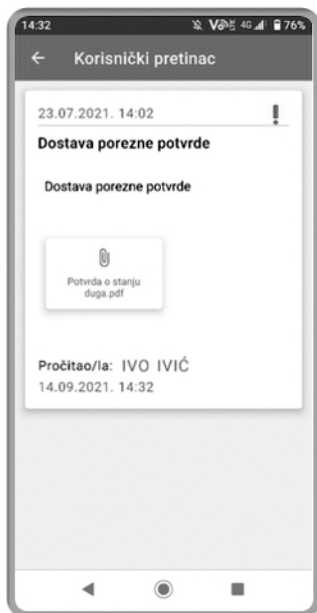 14:32 4G 76%
Korisnički pretinac
23.07.2021. 14:02
Dostava porezne potvrde
Dostava porezne potvrde
Potvrda o stanju
duga.pdf
Pročitao/la: IVO IVIĆ
14.09.2021. 14:32